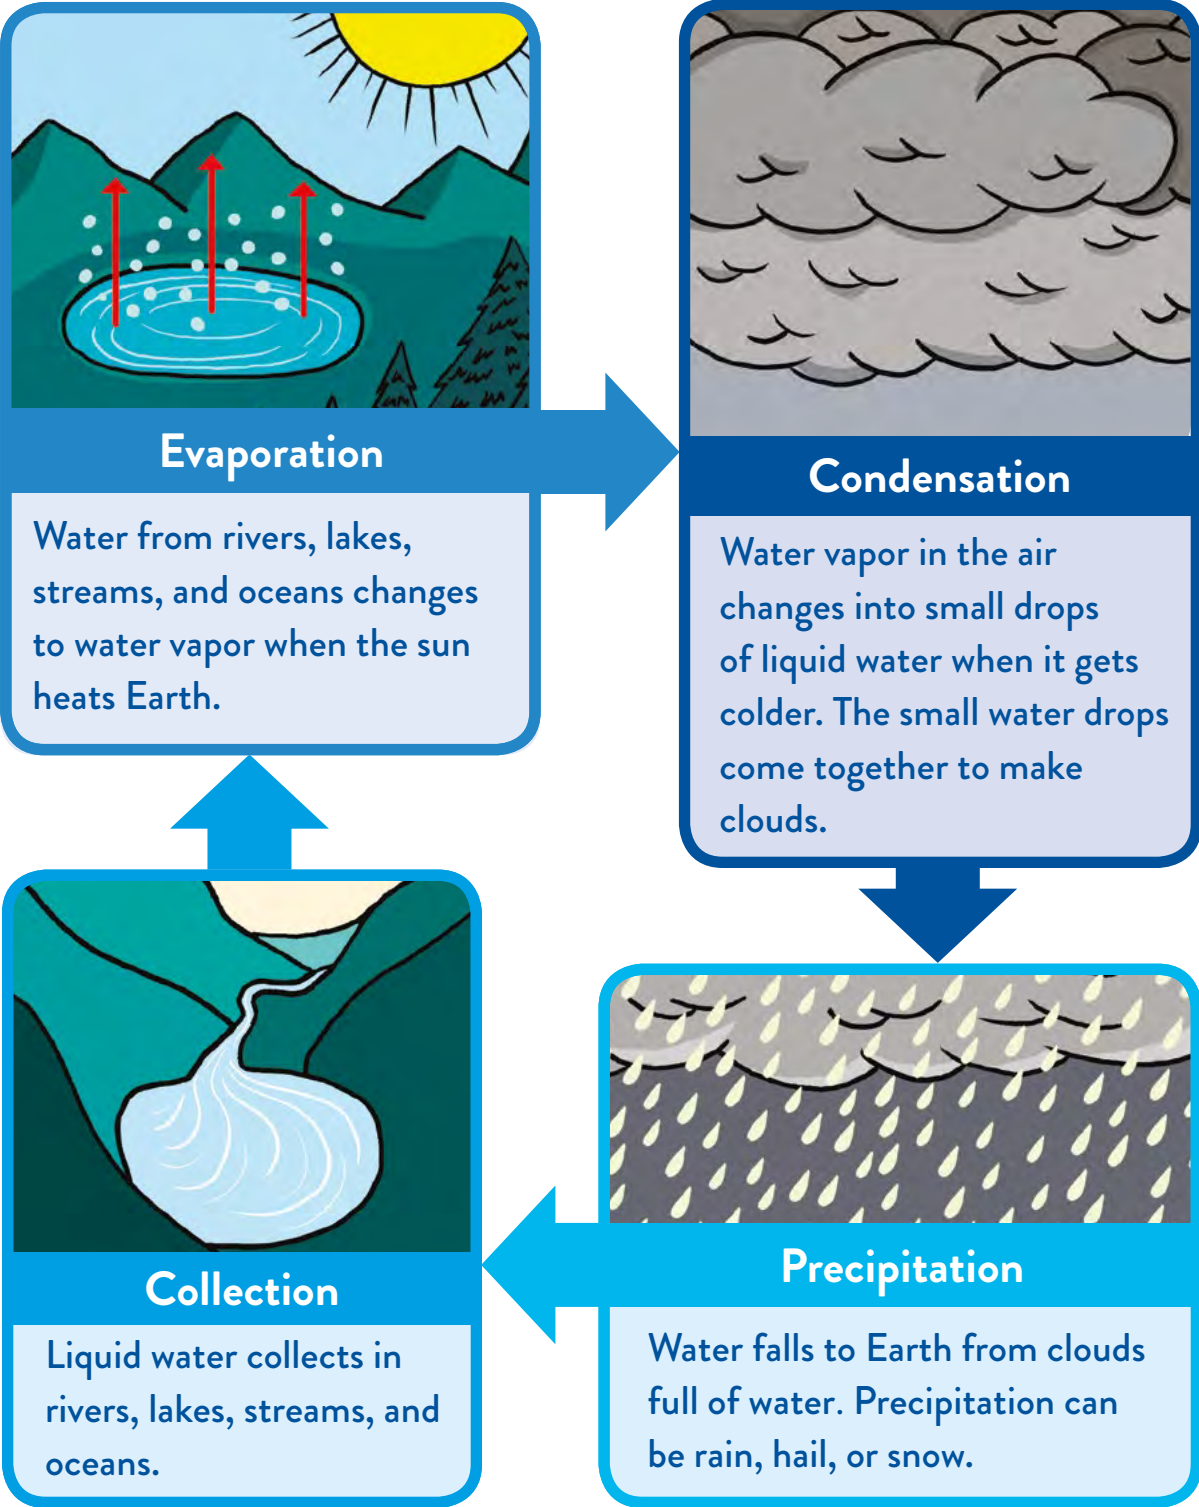 Evaporation
Water from rivers, lakes,
streams, and oceans changes
to water vapor when the sun
heats Earth.
Condensation
Water vapor in the air
changes into small drops
of liquid water when it gets
colder. The small water drops
come together to make
clouds.
Precipitation
Water falls to Earth from clouds
full of water. Precipitation can
be rain, hail, or snow.
Collection
Liquid water collects in
rivers, lakes, streams, and
oceans.